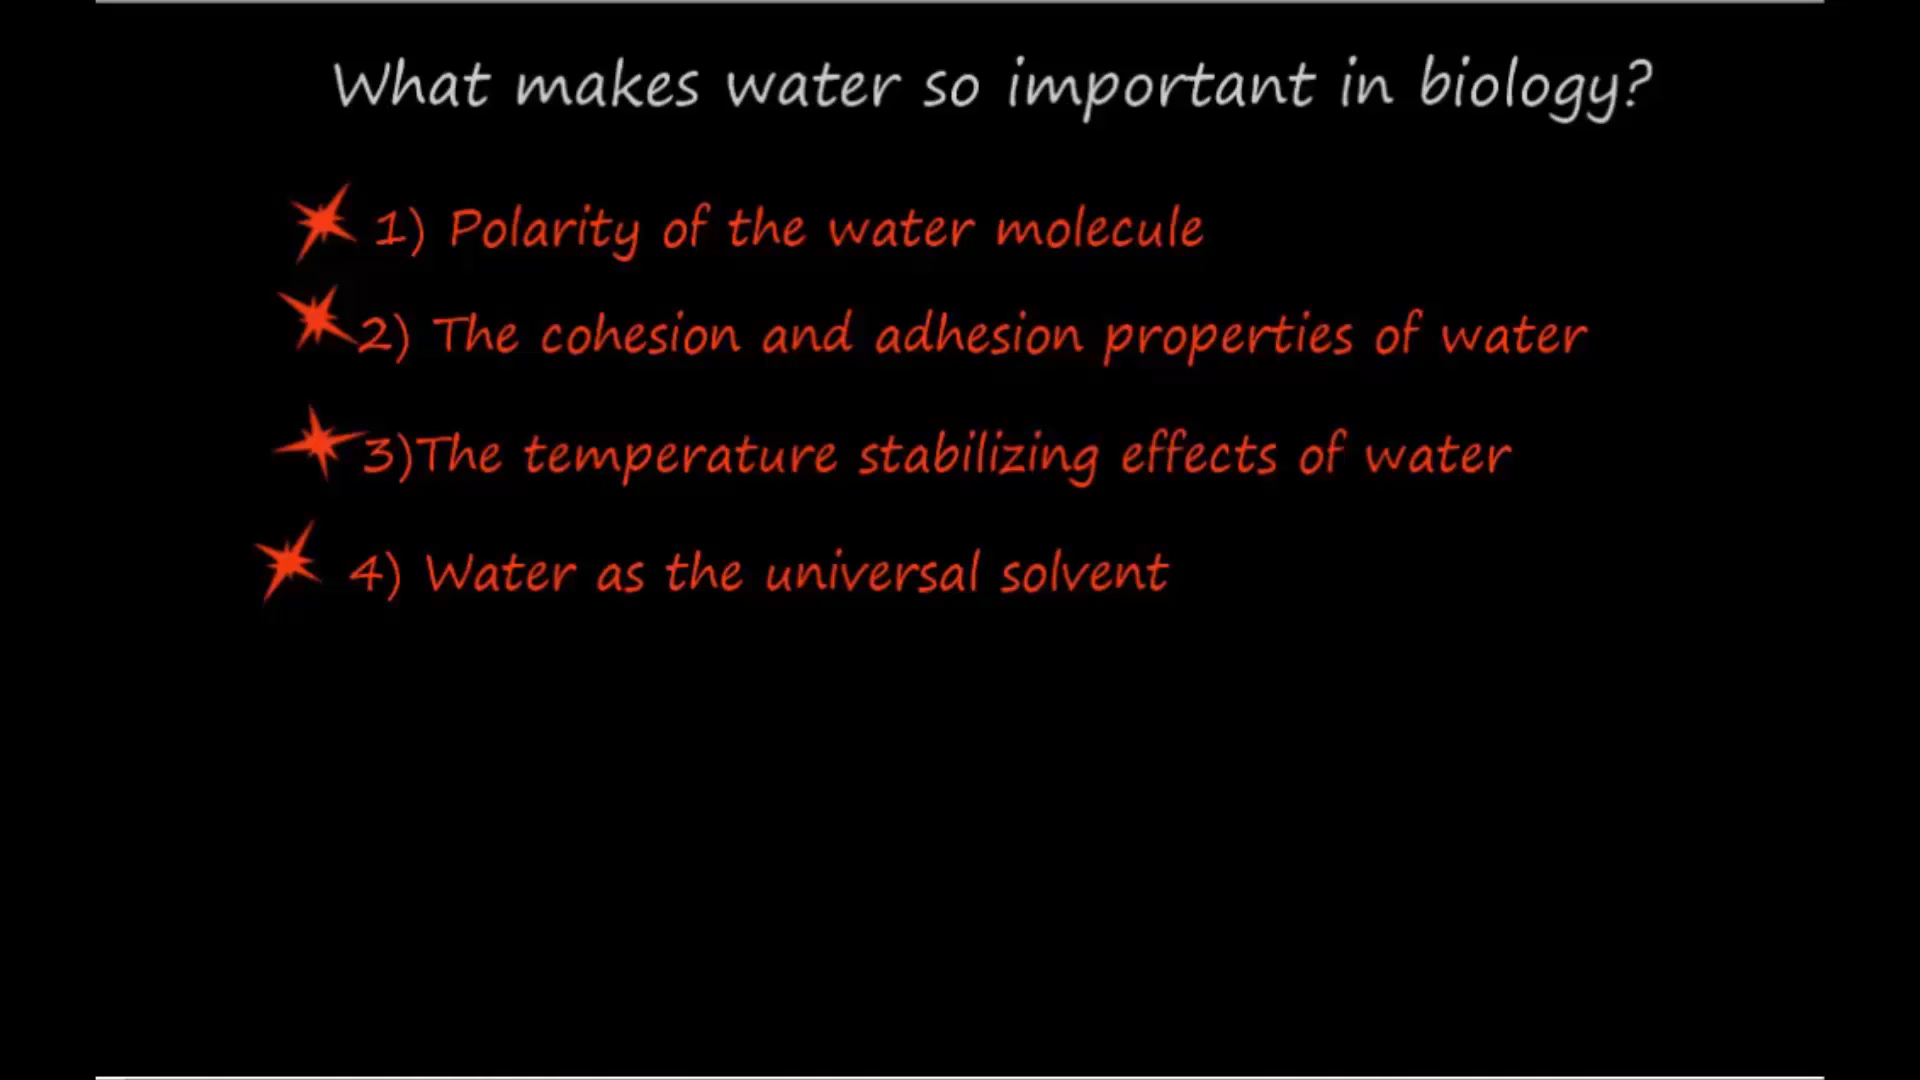 What makes water so important in biology?
1) Polarity of the water molecule
2) The cohesion and adhesion properties of water
3)The temperature stabilizing effects of water
4) Water as the universal solvent